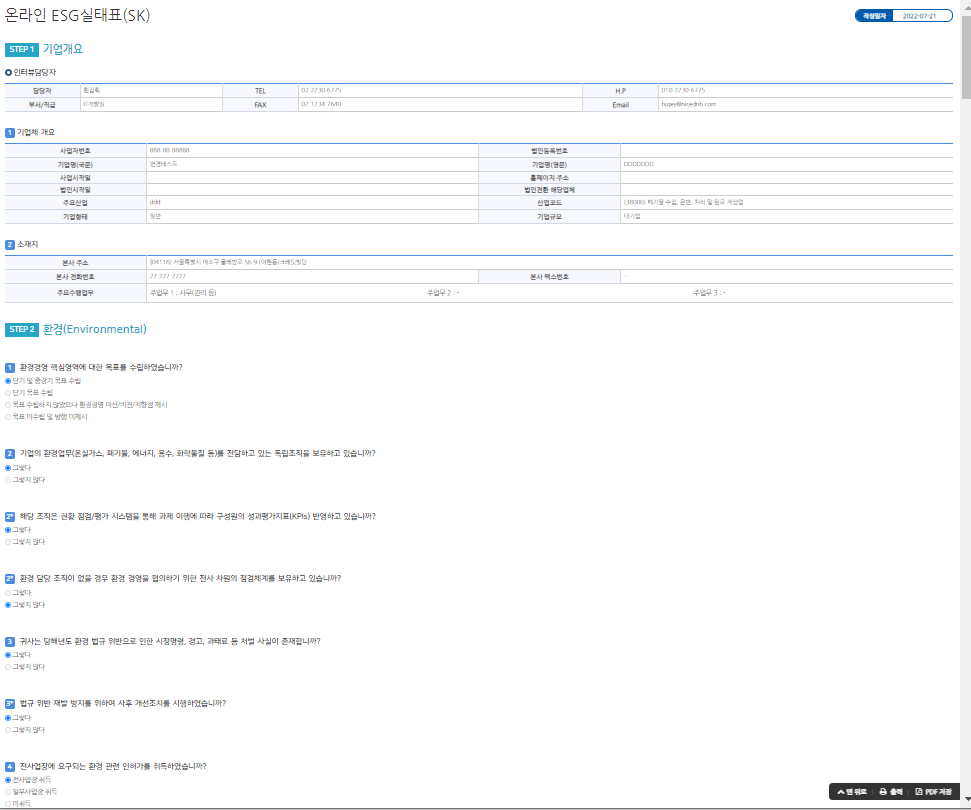 온라인 ESG실태표(SK)
작성일자 2022-07-21
STEP 1 기업개요
인터뷰담당자
담당자 TEL 02-2230-6775 H.P 010-2230-6775
부서/직급 IT개발실 FAX 02-1234-7640 Email
1 기업체 개요
사업자번호 888-88-88888 법인등록번호
기업명(국문) 변경테스트 기업명(영문) DDDDDDD
사업시작일 홈페이지 주소
법인시작일 법인전환 해당업체
주요산업 ddd 산업코드 (38000) 폐기물 수집, 운반, 처리 및 원료 재생업
기업형태 일반 기업규모 대기업
2 소재지
본사 주소 [04116] 서울특별시 마포구 굴레방로 56-9 (아현동)크레딧빌딩
본사 전화번호 22-222-2222 본사 팩스번호 -
주요수행업무 주업무 1 : 사무(관리 등) 주업무 2 : - 주업무 3 : -
STEP 2 환경(Environmental)
1 환경경영 핵심영역에 대한 목표를 수립하였습니까?
단기 및 중장기 목표 수립
단기 목표 수립
목표 수립하지 않았으나 환경경영 미션/비전/지향점 제시
목표 미수립 및 방향 미제시
2 기업의 환경업무(온실가스, 폐기물, 에너지, 용수, 화학물질 등)를 전담하고 있는 독립조직을 보유하고 있습니까?
그렇다
그렇지 않다
2* 해당 조직은 현황 점검/평가 시스템을 통해 과제 이행에 따라 구성원의 성과평가지표(KPIs) 반영하고 있습니까?
그렇다
그렇지 않다
2* 환경 담당 조직이 없을 경우 환경 경영을 협의하기 위한 전사 차원의 점검체계를 보유하고 있습니까?
그렇다
그렇지 않다
3 귀사는 당해년도 환경 법규 위반으로 인한 시정명령, 경고, 과태료 등 처벌 사실이 존재합니까?
그렇다
그렇지 않다
3* 법규 위반 재발 방지를 위하여 사후 개선조치를 시행하였습니까?
그렇다
그렇지 않다
4 전사업장에 요구되는 환경 관련 인허가를 취득하였습니까?
전사업장 취득
일부사업장 취득
미취득
맨 위로 출력 PDF 저장